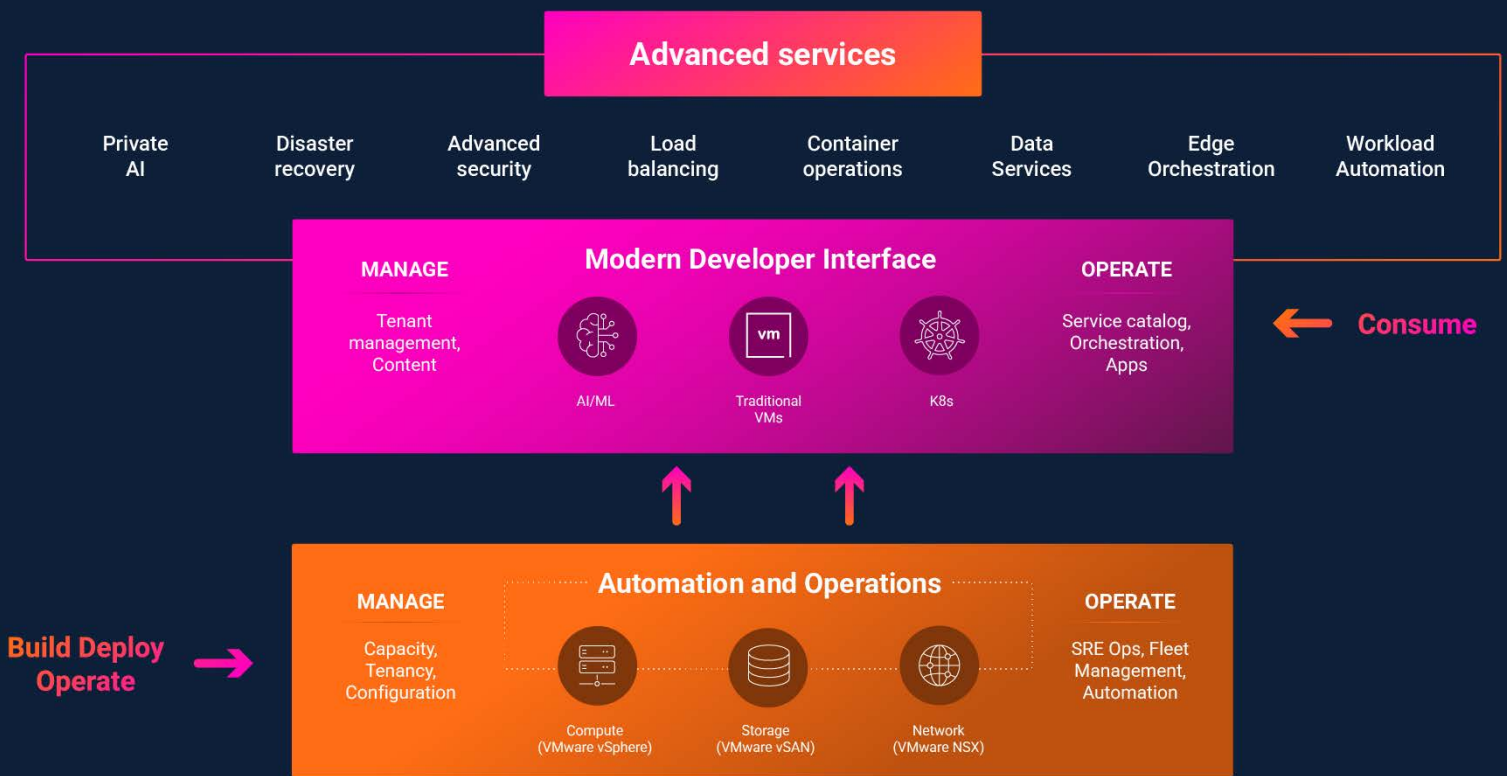 Advanced services
Private
AI
Disaster
recovery
Advanced
security
Load
balancing
Container
operations
Data
Services
Edge
Orchestration
Workload
Automation
MANAGE
Tenant
management,
Content
Modern Developer Interface
AI/ML
vm
Traditional
VMs
K8s
OPERATE
Service catalog,
Orchestration,
Apps
Consume
Build Deploy
Operate
MANAGE
Capacity,
Tenancy,
Configuration
Automation and Operations
Compute
(VMware vSphere)
Storage
(VMware vSAN)
Network
(VMware NSX)
OPERATE
SRE Ops, Fleet
Management,
Automation